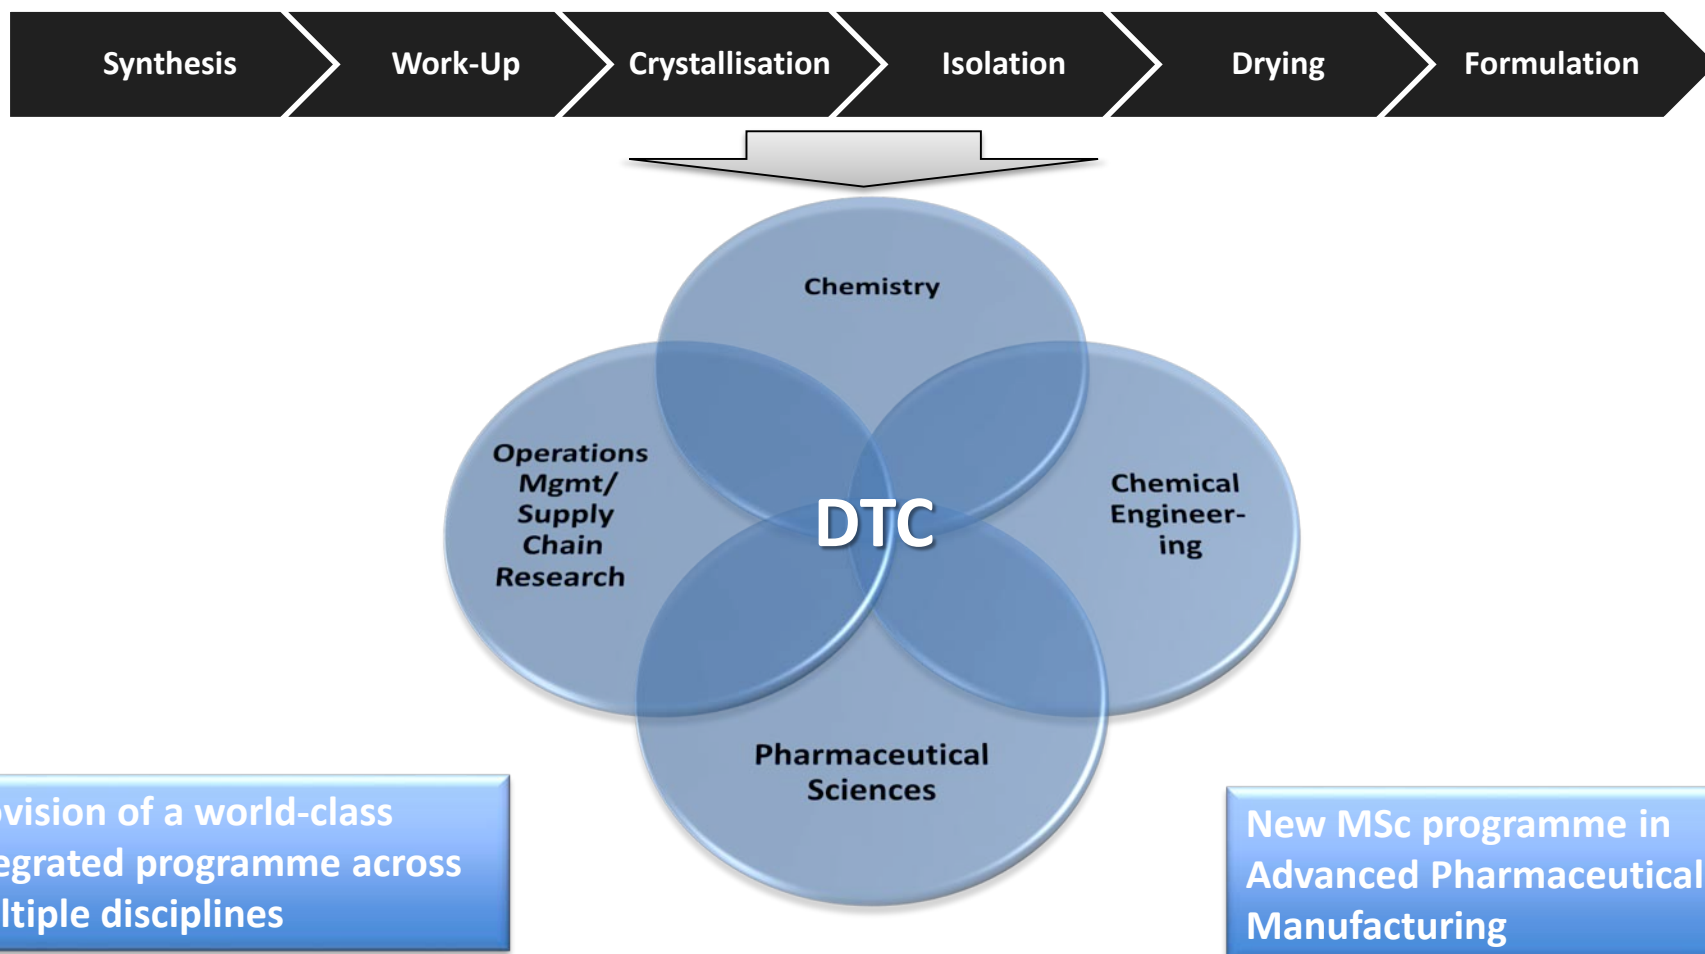 Synthesis
Work-Up
Crystallisation
Isolation
Drying
Formulation
Chemistry
Operations
Mgmt/
Supply
Chain
Research
DTC
Chemical
Engineer-
ing
Pharmaceutical
Sciences
ovision of a world-class
egrated programme across
ltiple disciplines
New MSc programme in
Advanced Pharmaceutical
Manufacturing